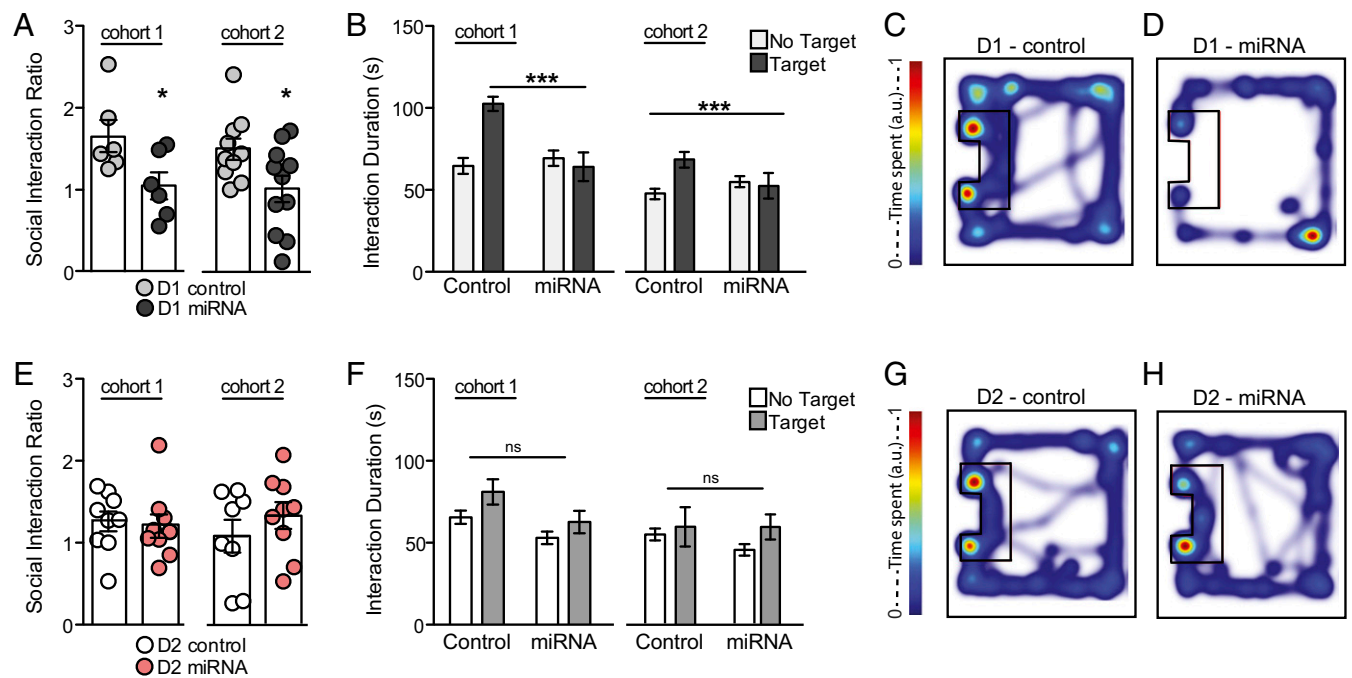 A
Social Interaction Ratio
3
2
1
0
cohort 1
cohort 2
*
*
D1 control
D1 miRNA
B
Interaction Duration (s)
150
100
50
0
cohort 1
cohort 2
No Target
Target
***
***
Control
miRNA
Control
miRNA
C
D1 - control
0----Time spent (a.u.)---1
D
D1 - miRNA
E
Social Interaction Ratio
3
2
1
0
cohort 1
cohort 2
D2 control
D2 miRNA
F
Interaction Duration (s)
150
100
50
0
cohort 1
cohort 2
No Target
Target
ns
ns
Control
miRNA
Control
miRNA
G
D2 - control
0----Time spent (a.u.)---1
H
D2 - miRNA